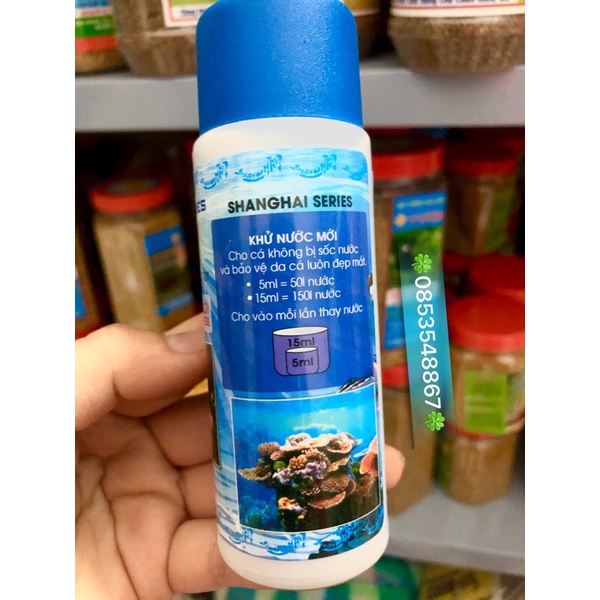 SHANGHAI SERIES
KHỬ NƯỚC MỚI
Cho cá không bị sốc nước
và bảo vệ da cá luôn đẹp mắt.
• 5ml = 50l nước
• 15ml = 150l nước
Cho vào mỗi lần thay nước
15ml
5ml
🍀0853548867🍀